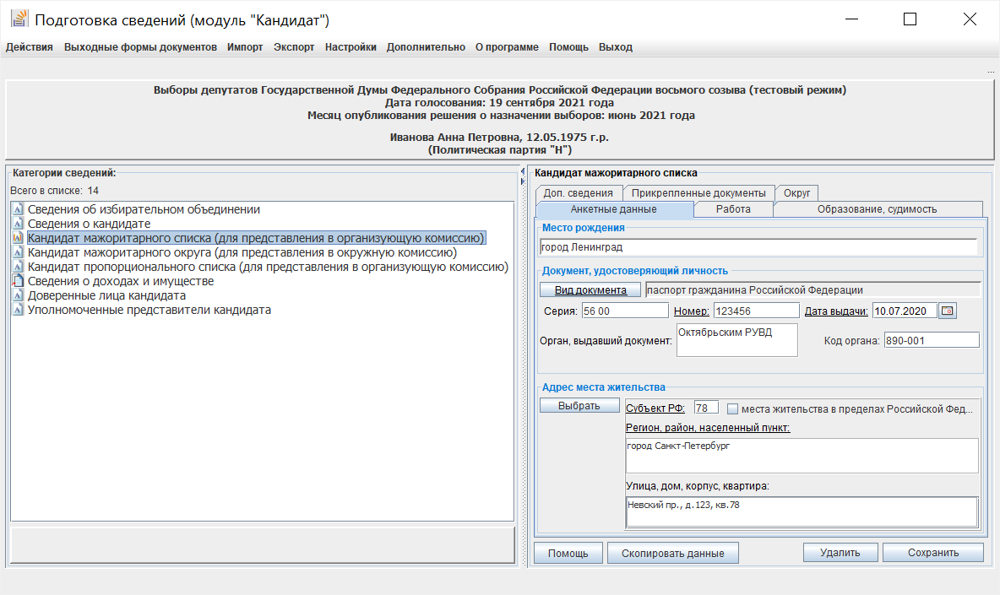 Подготовка сведений (модуль "Кандидат")
Действия Выходные формы документов Импорт Экспорт Настройки Дополнительно О программе Помощь Выход
...
Выборы депутатов Государственной Думы Федерального Собрания Российской Федерации восьмого созыва (тестовый режим)
Дата голосования: 19 сентября 2021 года
Месяц опубликования решения о назначении выборов: июнь 2021 года
Иванова Анна Петровна, 12.05.1975 г.р.
(Политическая партия "Н")
Категории сведений:
Всего в списке: 14
Сведения об избирательном объединении
Сведения о кандидате
Кандидат мажоритарного списка (для представления в организующую комиссию)
Кандидат мажоритарного округа (для представления в окружную комиссию)
Кандидат пропорционального списка (для представления в организующую комиссию)
Сведения о доходах и имуществе
Доверенные лица кандидата
Уполномоченные представители кандидата
Кандидат мажоритарного списка
Доп. сведения Прикрепленные документы Округ
Анкетные данные Работа Образование, судимость
Место рождения
город Ленинград
Документ, удостоверяющий личность
Вид документа паспорт гражданина Российской Федерации
Серия: 56 00 Номер: 123456 Дата выдачи: 10.07.2020
Орган, выдавший документ: Октябрьским РУВД Код органа: 890-001
Адрес места жительства
Выбрать Субъект РФ: 78 места жительства в пределах Российской Фед...
Регион, район, населенный пункт:
город Санкт-Петербург
Улица, дом, корпус, квартира:
Невский пр., д.123, кв.78
Помощь Скопировать данные Удалить Сохранить